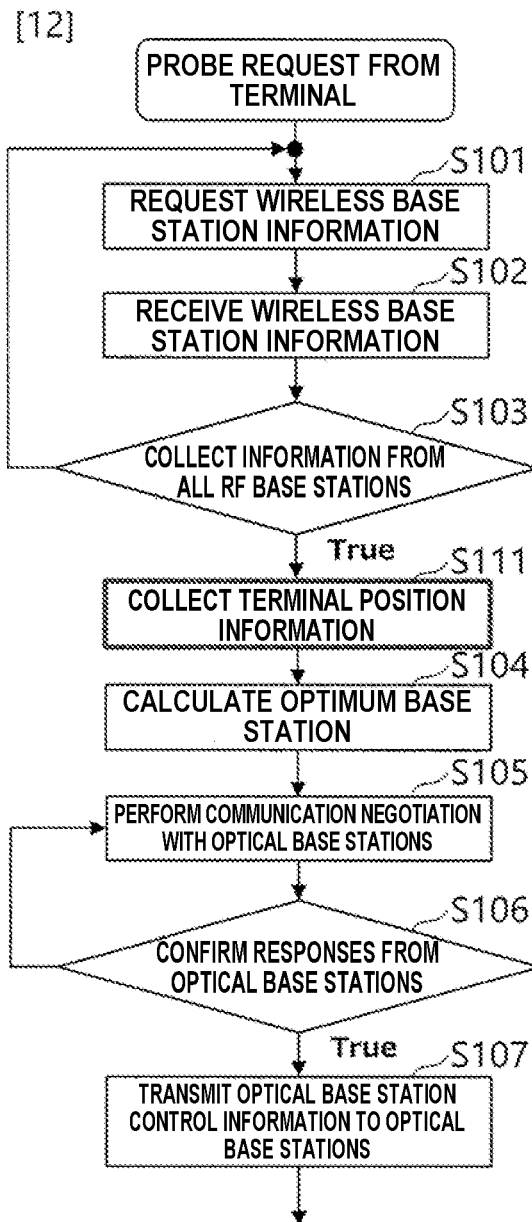 [12]
PROBE REQUEST FROM
TERMINAL
S101
REQUEST WIRELESS BASE
STATION INFORMATION
S102
RECEIVE WIRELESS BASE
STATION INFORMATION
S103
COLLECT INFORMATION FROM
ALL RF BASE STATIONS
True
S111
COLLECT TERMINAL POSITION
INFORMATION
S104
CALCULATE OPTIMUM BASE
STATION
S105
PERFORM COMMUNICATION NEGOTIATION
WITH OPTICAL BASE STATIONS
S106
CONFIRM RESPONSES FROM
OPTICAL BASE STATIONS
True
S107
TRANSMIT OPTICAL BASE STATION
CONTROL INFORMATION TO OPTICAL
BASE STATIONS